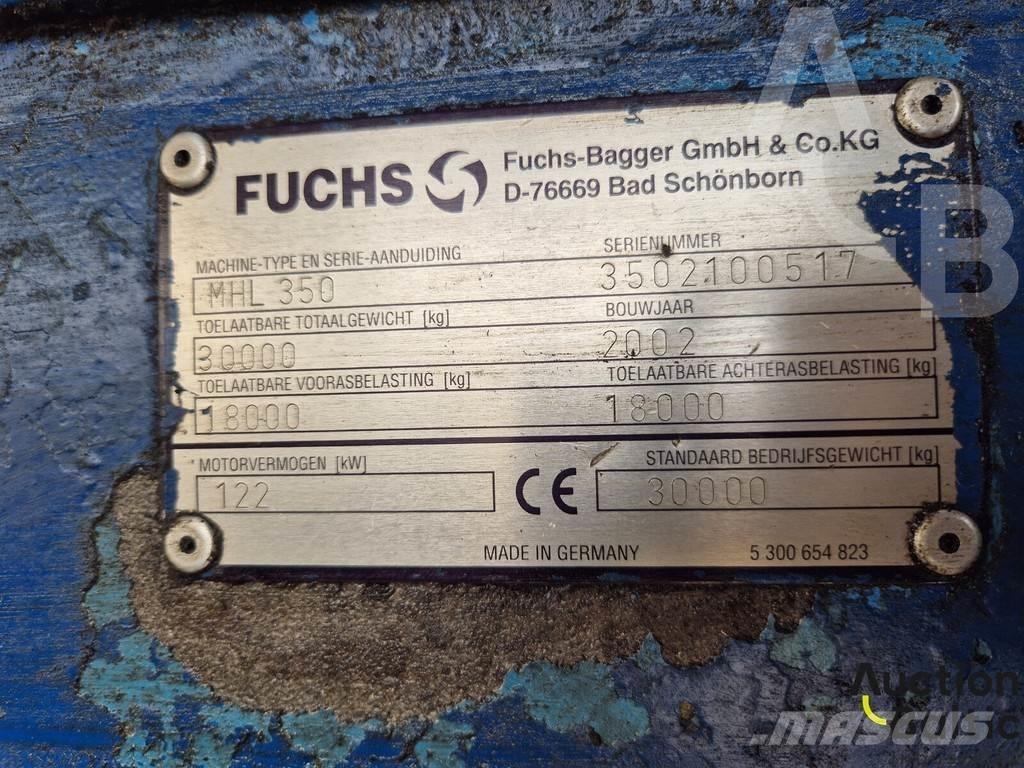 FUCHS
Fuchs-Bagger GmbH & Co.KG
D-76669 Bad Schönborn
MACHINE-TYPE EN SERIE-AANDUIDING SERIENUMMER
MHL 350 3502100517
TOELAATBARE TOTAALGEWICHT [kg] BOUWJAAR
30000 2002
TOELAATBARE VOORASBELASTING [kg] TOELAATBARE ACHTERASBELASTING [kg]
18000 18000
MOTORVERMOGEN [kW] STANDAARD BEDRIJFSGEWICHT [kg]
122 CE 30000
MADE IN GERMANY 5 300 654 823
A
B
Auction
MASCUS